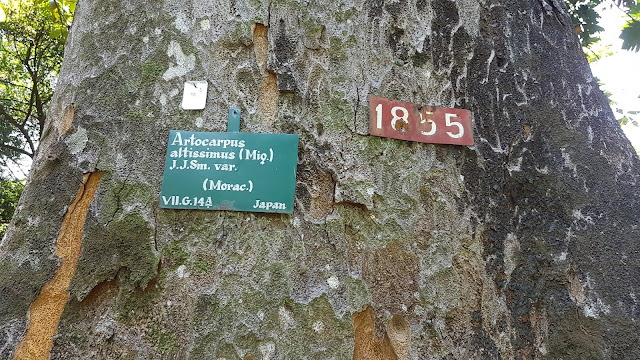 Artocarpus
altissimus (Miq.)
J.J.Sm. var.
(Morac.)
VII.G.14A Japan
1855